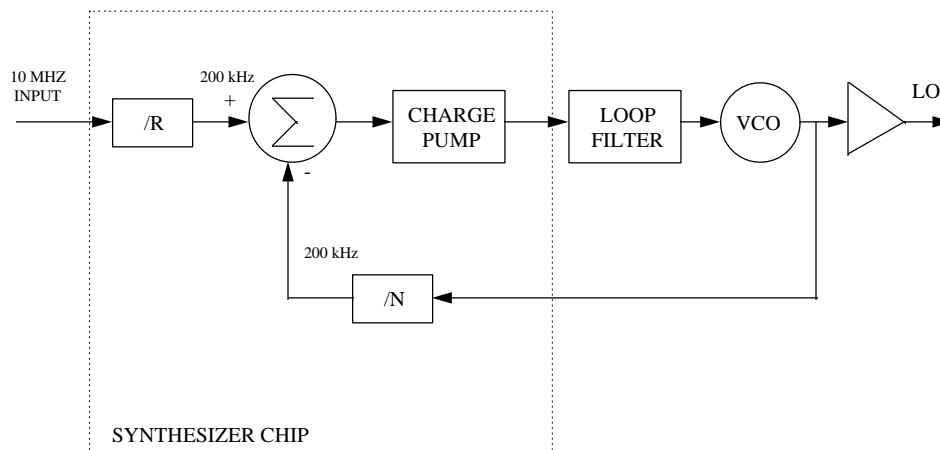 10 MHZ
INPUT
200 kHz
+
/R
∑
-
CHARGE
PUMP
LOOP
FILTER
VCO
LO
200 kHz
/N
SYNTHESIZER CHIP